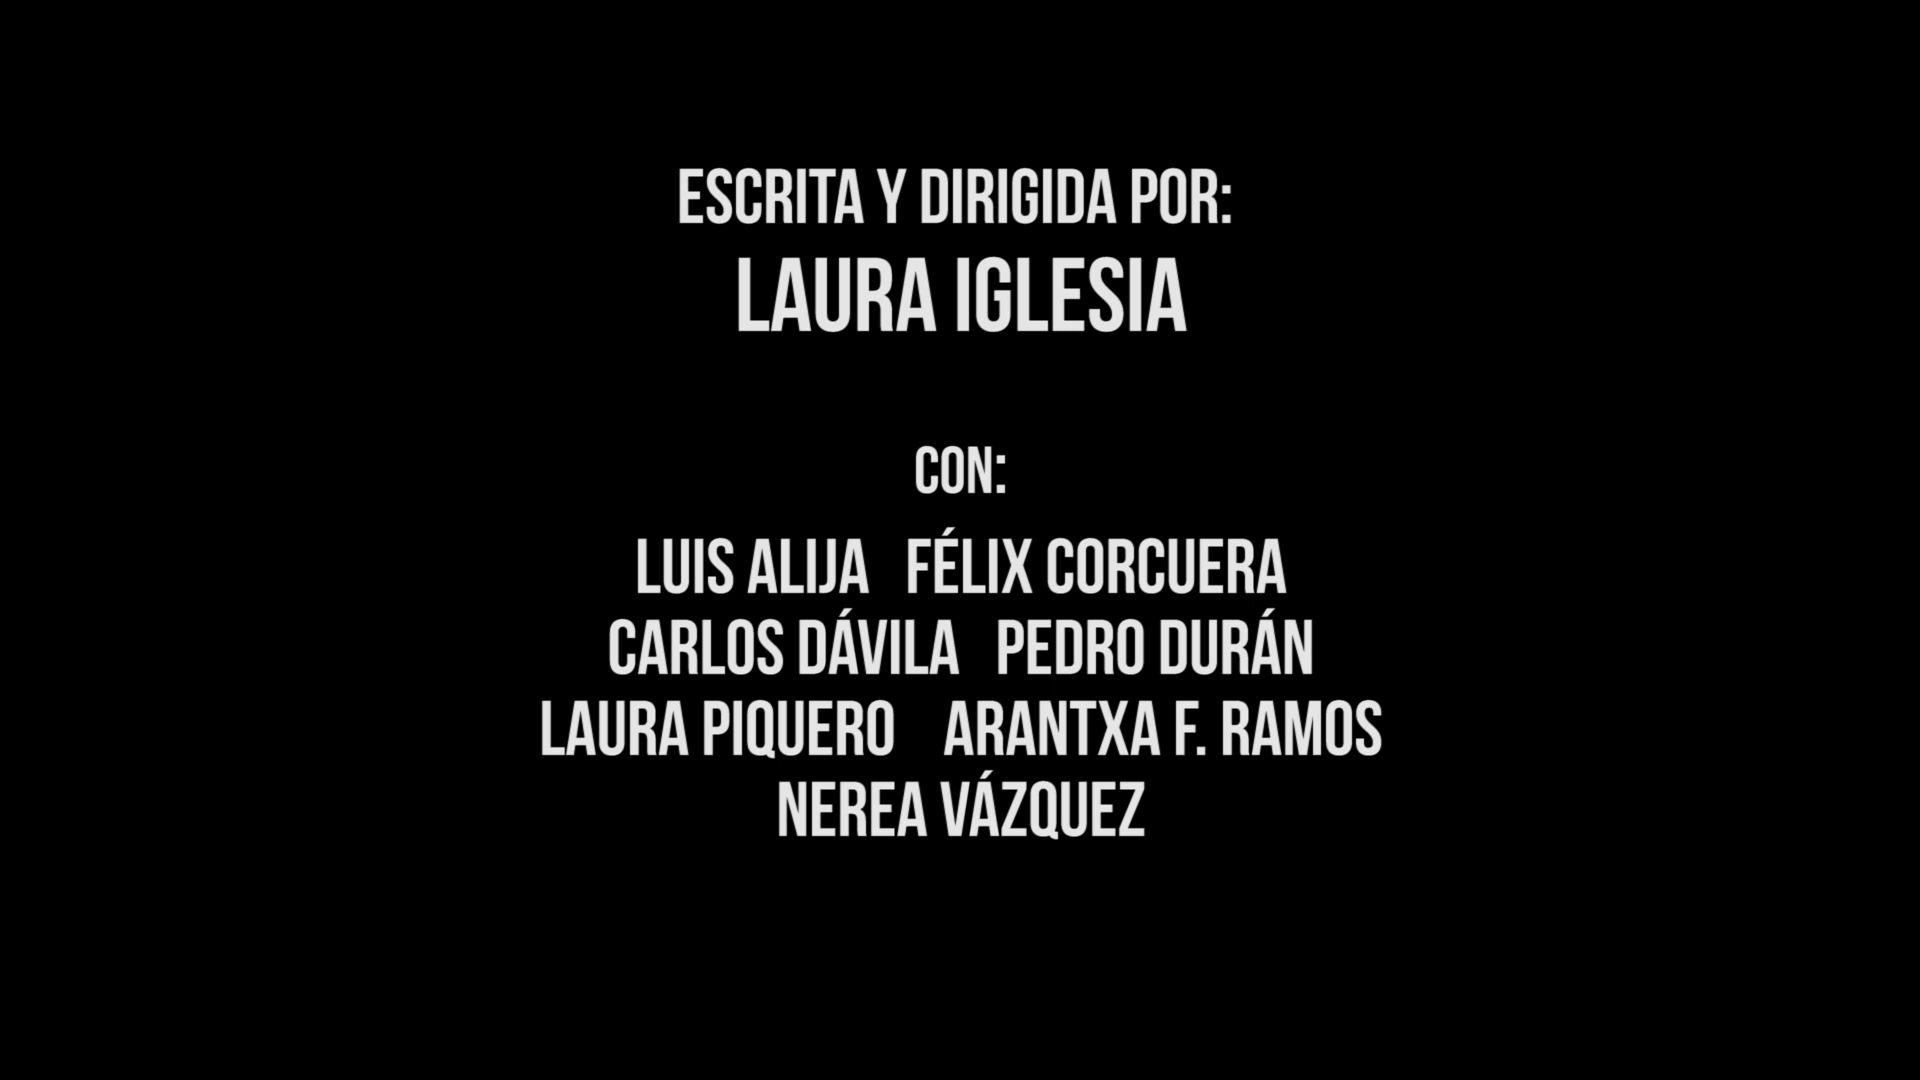 ESCRITA Y DIRIGIDA POR:
LAURA IGLESIA
CON:
LUIS ALIJA FÉLIX CORCUERA
CARLOS DÁVILA PEDRO DURÁN
LAURA PIQUERO ARANTXA F. RAMOS
NEREA VÁZQUEZ